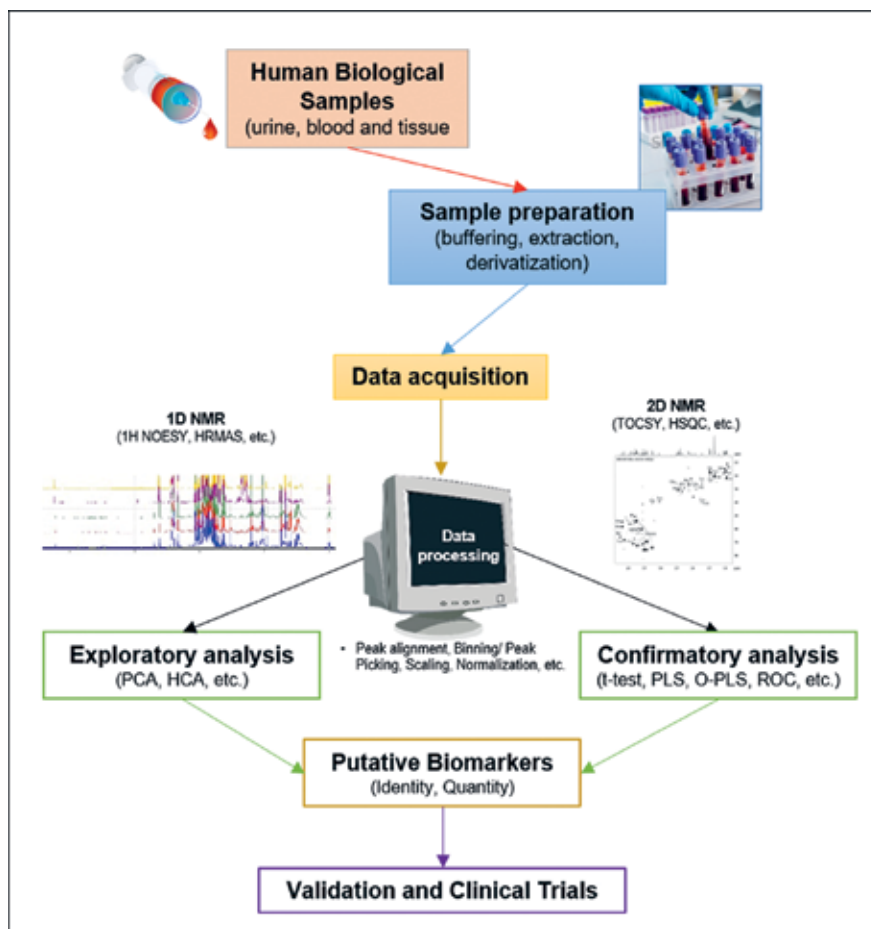 Human Biological
Samples
(urine, blood and tissue
Sample preparation
(buffering, extraction,
derivatization)
Data acquisition
1D NMR
(1H NOESY, HRMAS, etc.)
2D NMR
(TOCSY, HSQC, etc.)
Data
processing
• Peak alignment, Binning/ Peak
Picking, Scaling, Normalization, etc.
Exploratory analysis
(PCA, HCA, etc.)
Confirmatory analysis
(t-test, PLS, O-PLS, ROC, etc.)
Putative Biomarkers
(Identity, Quantity)
Validation and Clinical Trials